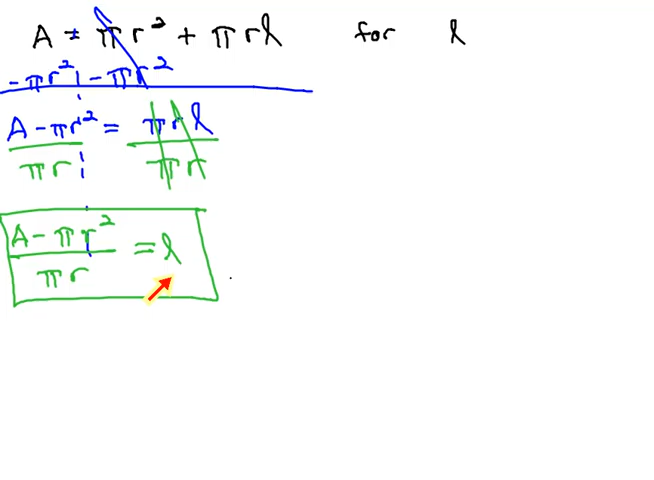 A = πr² + πrl for l
-πr² -πr²
A - πr² = πrl
πr πr
A - πr² = l
πr